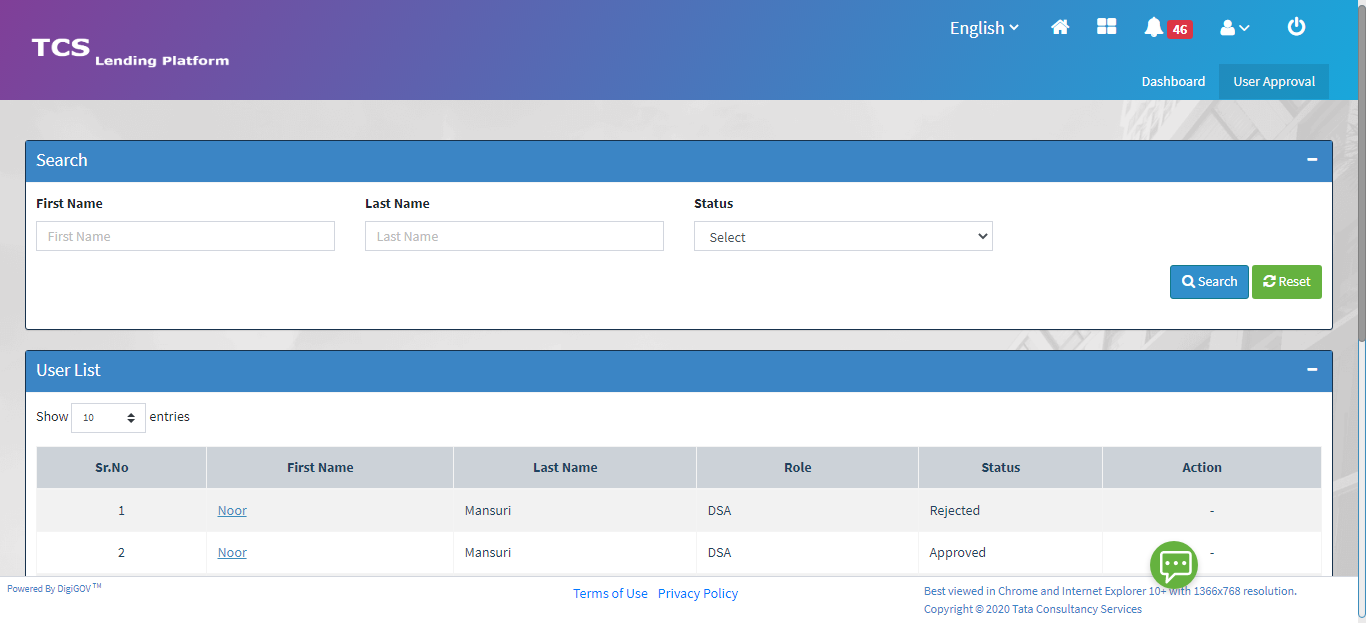 English
46
TCS Lending Platform
Dashboard User Approval
Search
First Name Last Name Status
First Name Last Name Select
Search Reset
User List
Show 10 entries
Sr.No First Name Last Name Role Status Action
1 Noor Mansuri DSA Rejected -
2 Noor Mansuri DSA Approved -
Powered By DigiGOV TM
Terms of Use Privacy Policy
Best viewed in Chrome and Internet Explorer 10+ with 1366x768 resolution.
Copyright © 2020 Tata Consultancy Services